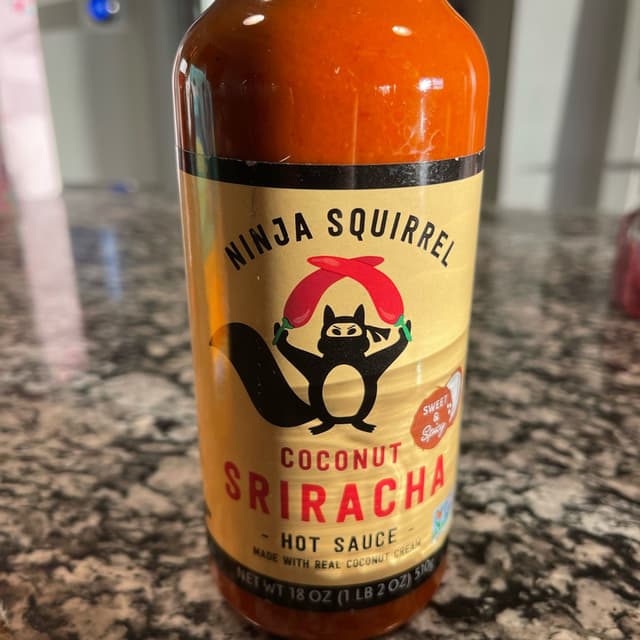 NINJA SQUIRREL
SWEET
&
Spicy
COCONUT
SRIRACHA
- HOT SAUCE -
MADE WITH REAL COCONUT CREAM
NET WT 18 OZ (1 LB 2 OZ) 510g